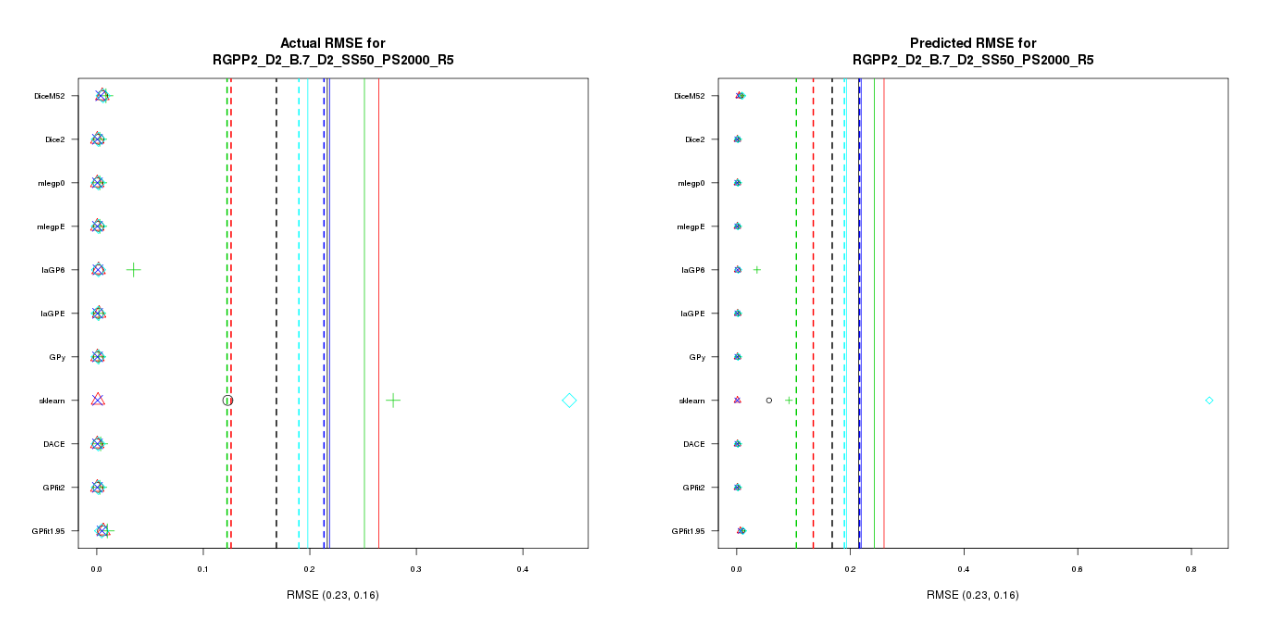 Actual RMSE for
RGPP2_D2_B.7_D2_SS50_PS2000_R5
DiceM52
Dice2
mlegp0
mlegpE
laGP6
laGPE
GPy
sklearn
DACE
GPfit2
GPfit1.95
0.0 0.1 0.2 0.3 0.4
RMSE (0.23, 0.16)
Predicted RMSE for
RGPP2_D2_B.7_D2_SS50_PS2000_R5
DiceM52
Dice2
mlegp0
mlegpE
laGP6
laGPE
GPy
sklearn
DACE
GPfit2
GPfit1.95
0.0 0.2 0.4 0.6 0.8
RMSE (0.23, 0.16)